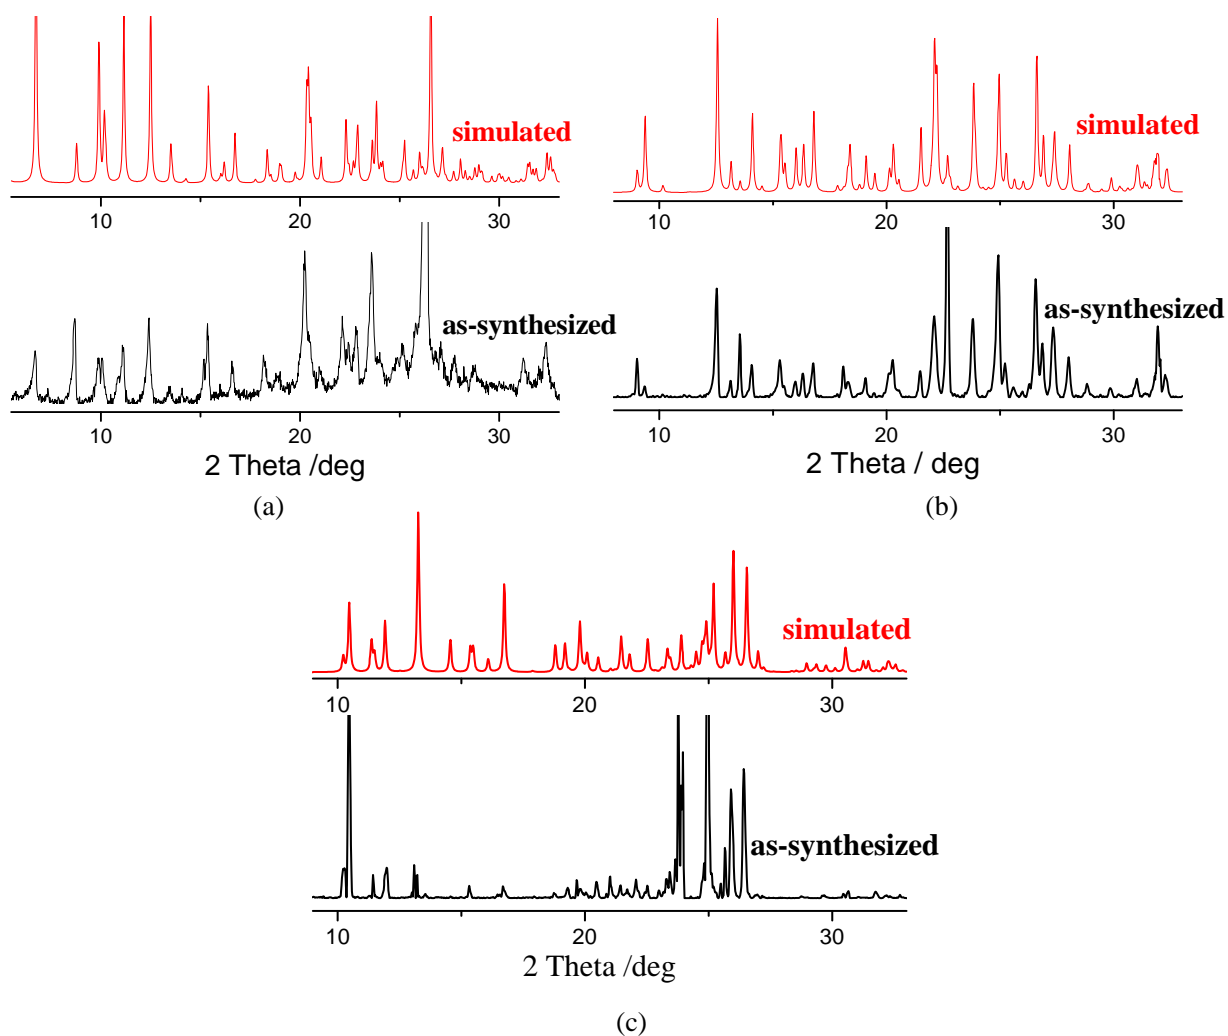 simulated
10 20 30
as-synthesized
10 20 30
2 Theta /deg
(a)
simulated
10 20 30
as-synthesized
10 20 30
2 Theta / deg
(b)
simulated
10 20 30
as-synthesized
10 20 30
2 Theta /deg
(c)